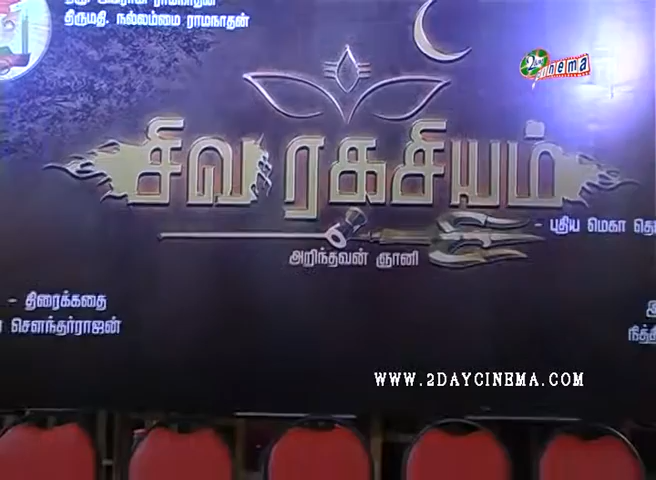 திருமதி. நல்லம்மை ராமநாதன்
2day cinema
சிவ ரகசியம்
அறிந்தவன் ஞானி
புதிய மெகா
- திரைக்கதை
சௌந்தர்ராஜன்
WWW.2DAYCINEMA.COM